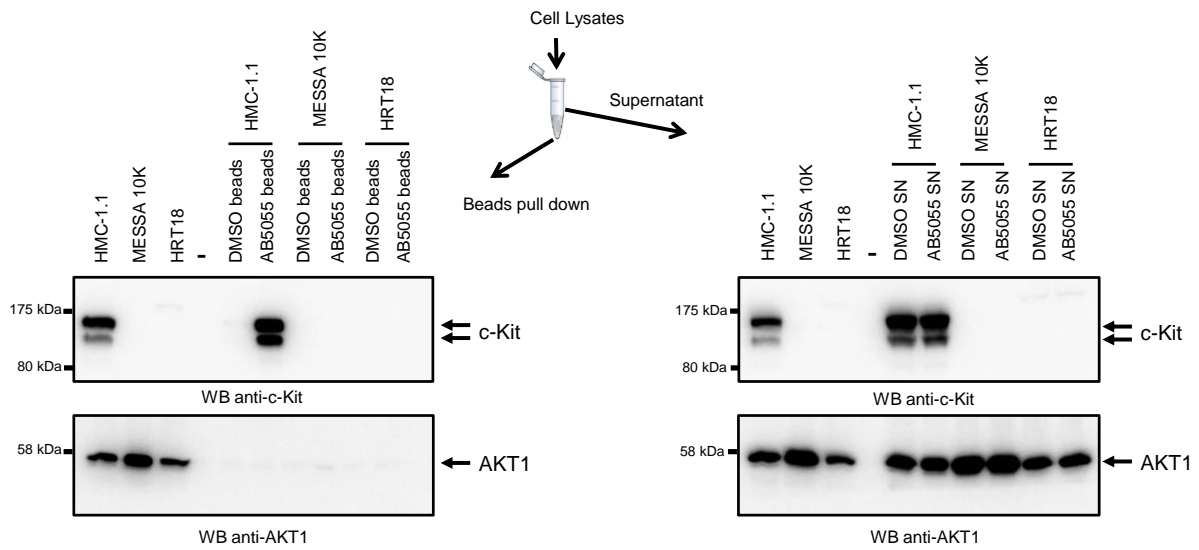 Cell Lysates
Supernatant
Beads pull down
HMC-1.1
MESSA 10K
HRT18
HMC-1.1
MESSA 10K
HRT18
-
DMSO beads
AB5055 beads
DMSO beads
AB5055 beads
DMSO beads
AB5055 beads
175 kDa
c-Kit
80 kDa
WB anti-c-Kit
58 kDa
AKT1
WB anti-AKT1
HMC-1.1
MESSA 10K
HRT18
HMC-1.1
MESSA 10K
HRT18
-
DMSO SN
AB5055 SN
DMSO SN
AB5055 SN
DMSO SN
AB5055 SN
175 kDa
c-Kit
80 kDa
WB anti-c-Kit
58 kDa
AKT1
WB anti-AKT1